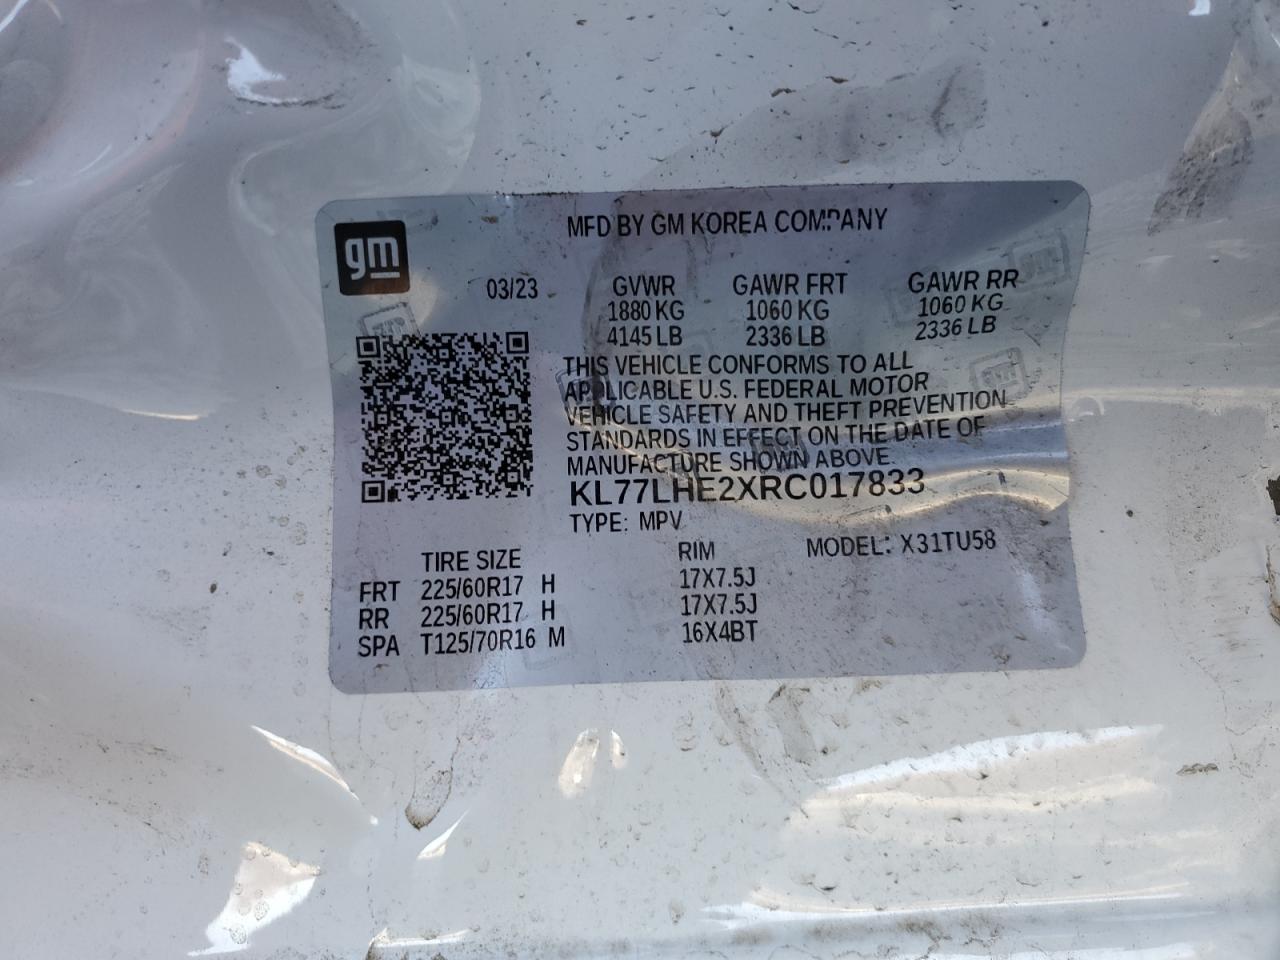 gm
MFD BY GM KOREA COMPANY
03/23
GVWR GAWR FRT GAWR RR
1880 KG 1060 KG 1060 KG
4145 LB 2336 LB 2336 LB
THIS VEHICLE CONFORMS TO ALL
APPLICABLE U.S. FEDERAL MOTOR
VEHICLE SAFETY AND THEFT PREVENTION
STANDARDS IN EFFECT ON THE DATE OF
MANUFACTURE SHOWN ABOVE.
KL77LHE2XRC017833
TYPE: MPV
MODEL: X31TU58
TIRE SIZE RIM
FRT 225/60R17 H 17X7.5J
RR 225/60R17 H 17X7.5J
SPA T125/70R16 M 16X4BT